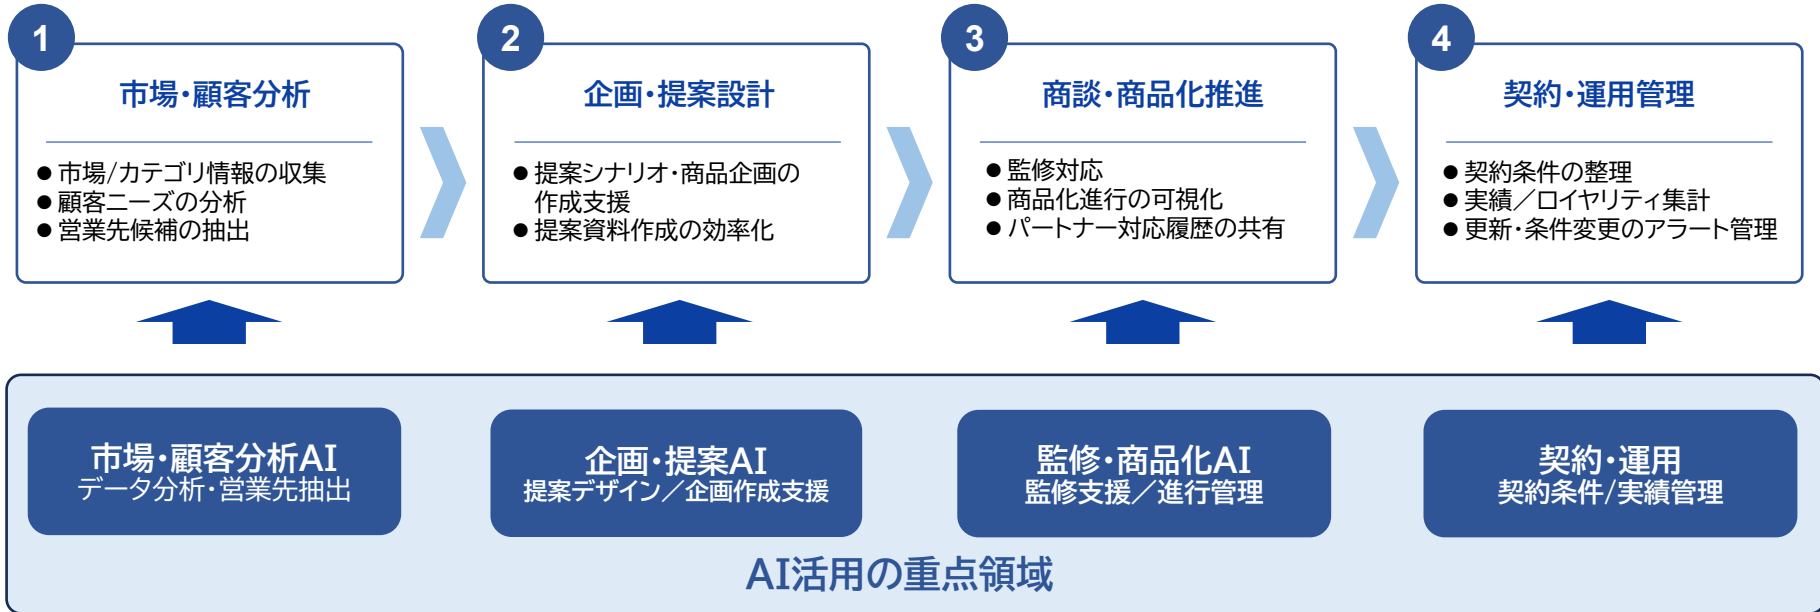 1
市場・顧客分析
● 市場/カテゴリ情報の収集
● 顧客ニーズの分析
● 営業先候補の抽出
2
企画・提案設計
● 提案シナリオ・商品企画の
作成支援
● 提案資料作成の効率化
3
商談・商品化推進
● 監修対応
● 商品化進行の可視化
● パートナー対応履歴の共有
4
契約・運用管理
● 契約条件の整理
● 実績／ロイヤリティ集計
● 更新・条件変更のアラート管理
市場・顧客分析AI
データ分析・営業先抽出
企画・提案AI
提案デザイン／企画作成支援
監修・商品化AI
監修支援／進行管理
契約・運用
契約条件/実績管理
AI活用の重点領域